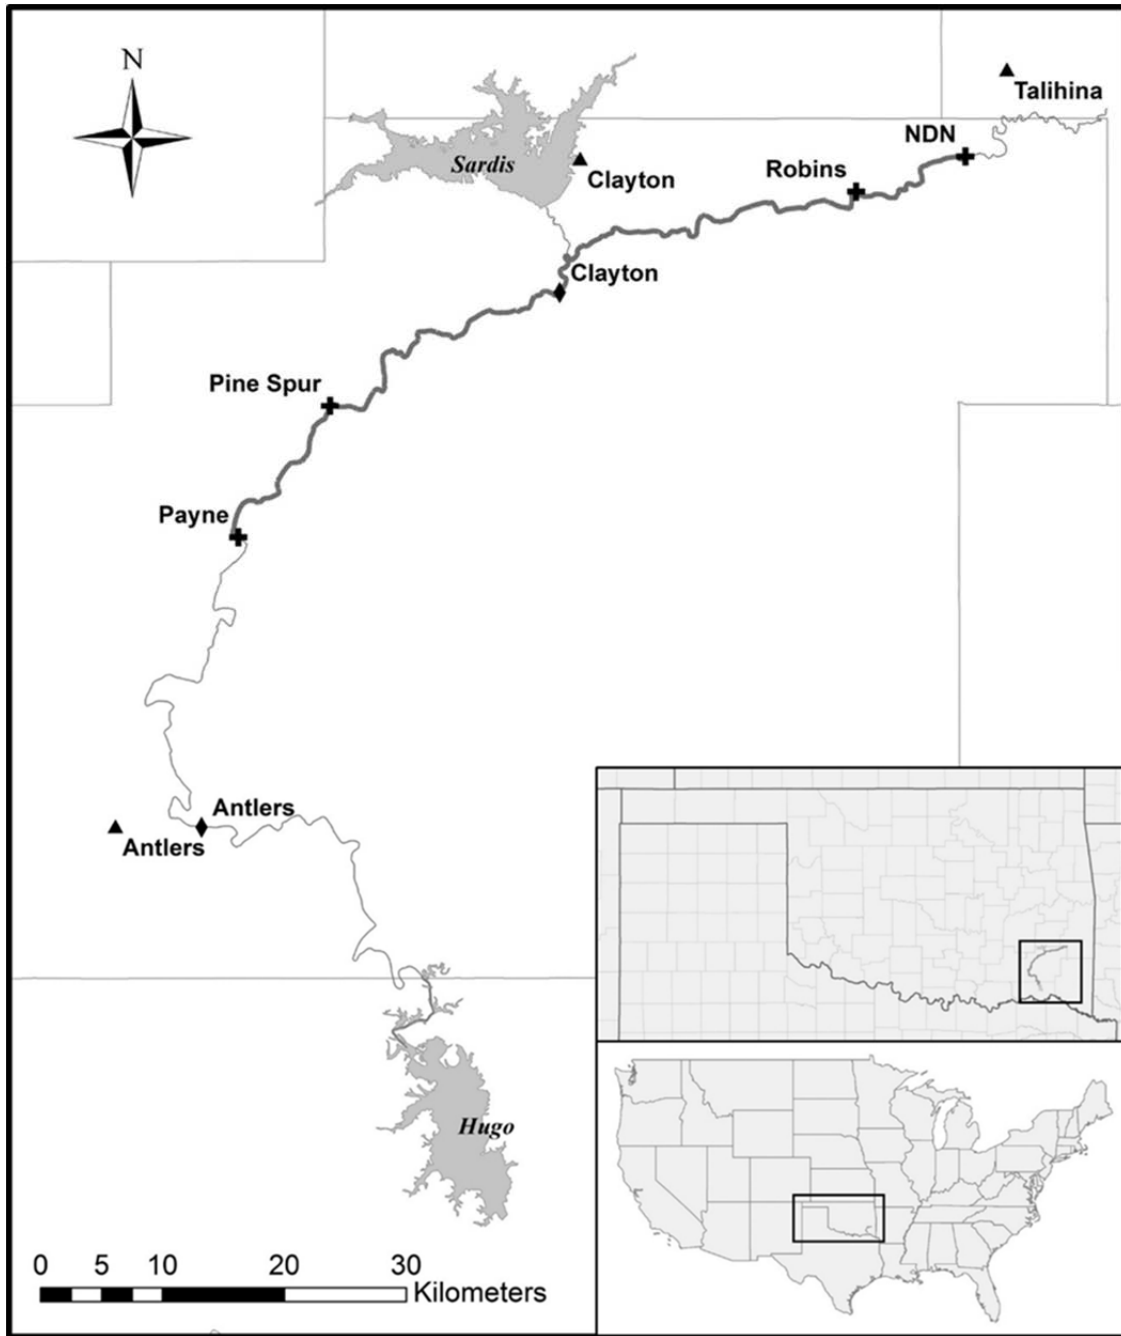 N
Talihina
NDN
Sardis
Clayton
Robins
Clayton
Pine Spur
Payne
Antlers
Antlers
Hugo
0 5 10 20 30
Kilometers